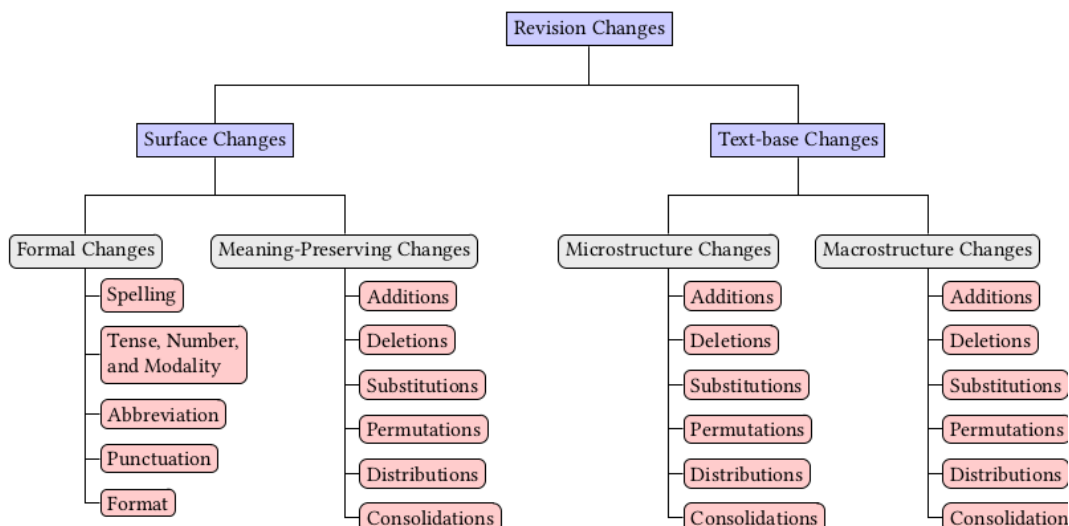 Revision Changes
Surface Changes
Text-base Changes
Formal Changes
Meaning-Preserving Changes
Microstructure Changes
Macrostructure Changes
Spelling
Tense, Number,
and Modality
Abbreviation
Punctuation
Format
Additions
Deletions
Substitutions
Permutations
Distributions
Consolidations
Additions
Deletions
Substitutions
Permutations
Distributions
Consolidations
Additions
Deletions
Substitutions
Permutations
Distributions
Consolidation